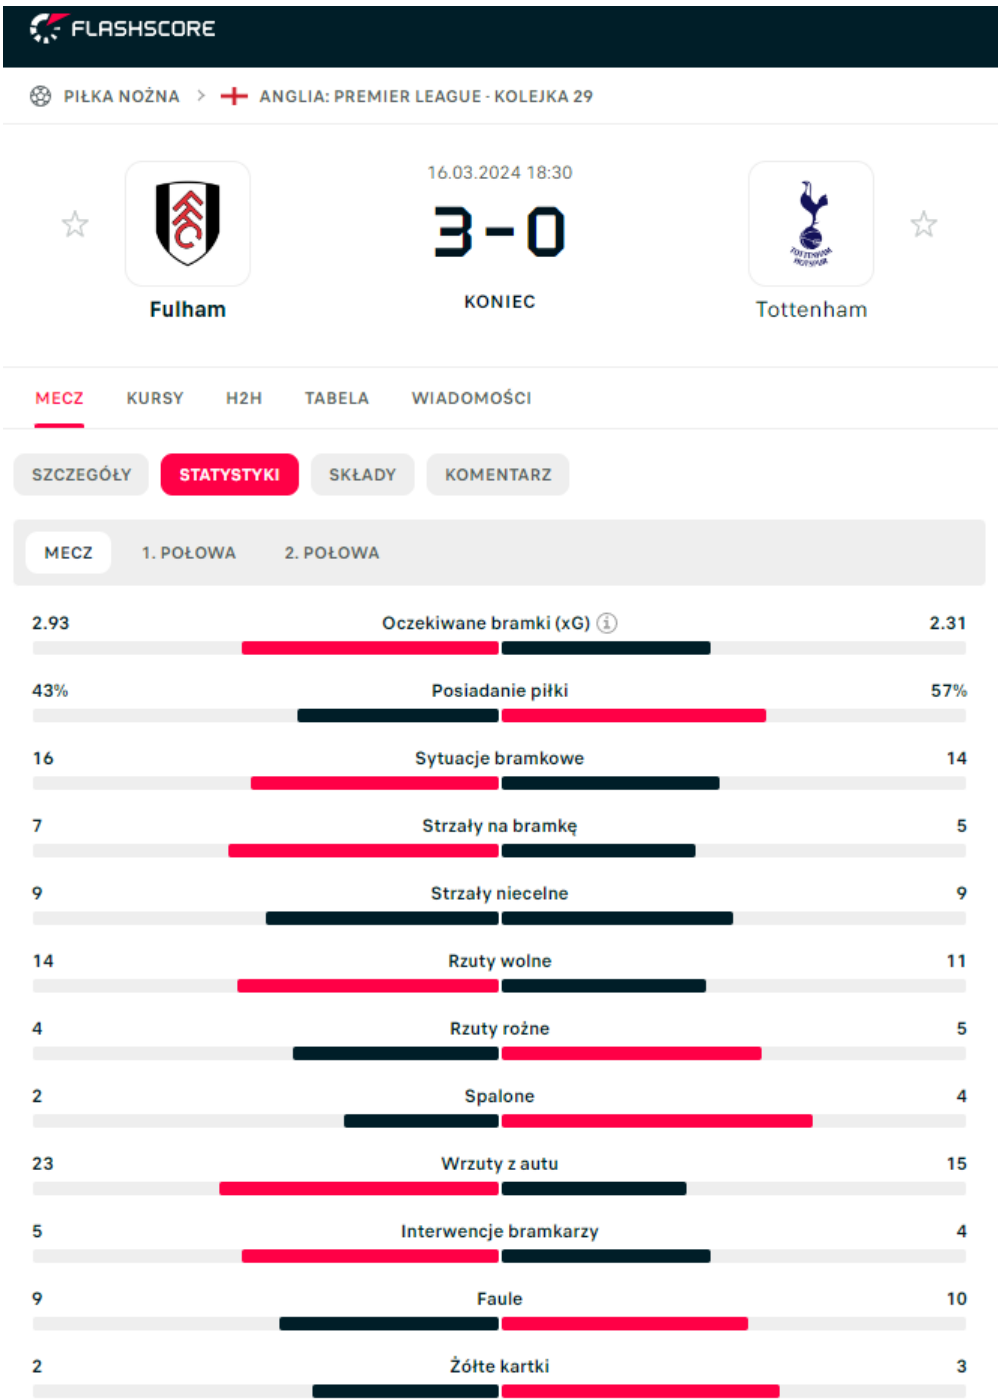 FLASHSCORE
PIŁKA NOŻNA > ANGLIA: PREMIER LEAGUE - KOLEJKA 29
16.03.2024 18:30
3-0
KONIEC
FFC
TOTTENHAM
HOTSPUR
Fulham
Tottenham
MECZ KURSY H2H TABELA WIADOMOŚCI
SZCZEGÓŁY STATYSTYKI SKŁADY KOMENTARZ
MECZ 1. POŁOWA 2. POŁOWA
2.93 Oczekiwane bramki (xG) i 2.31
43% Posiadanie piłki 57%
16 Sytuacje bramkowe 14
7 Strzały na bramkę 5
9 Strzały niecelne 9
14 Rzuty wolne 11
4 Rzuty rożne 5
2 Spalone 4
23 Wrzuty z autu 15
5 Interwencje bramkarzy 4
9 Faule 10
2 Żółte kartki 3